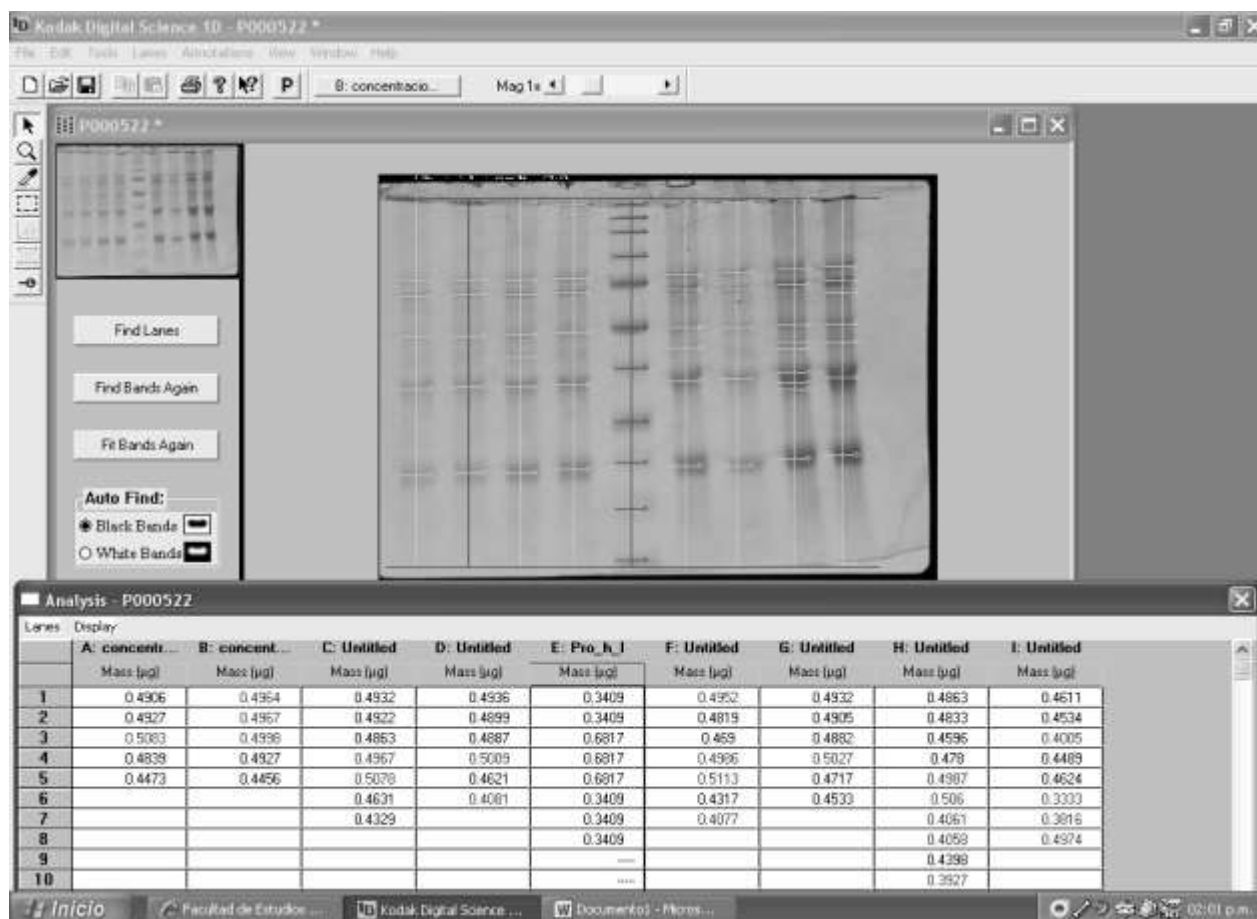 1D Kodak Digital Science 1D - P000522 *
File Edit Tools Lanes Annotations View Window Help
P B: concentracio... Mag 1x
P000522 *
Find Lanes
Find Bands Again
Fit Bands Again
Auto Find:
Black Bands
White Bands
Analysis - P000522
Lanes Display
A: concentr... B: concent... C: Untitled D: Untitled E: Pro_h_l F: Untitled G: Untitled H: Untitled I: Untitled
Mass (µg) Mass (µg) Mass (µg) Mass (µg) Mass (µg) Mass (µg) Mass (µg) Mass (µg) Mass (µg)
1 0.4906 0.4964 0.4932 0.4936 0.3409 0.4952 0.4932 0.4863 0.4611
2 0.4927 0.4967 0.4922 0.4899 0.3409 0.4819 0.4905 0.4833 0.4534
3 0.5083 0.4998 0.4863 0.4887 0.6817 0.469 0.4882 0.4596 0.4005
4 0.4839 0.4927 0.4967 0.5009 0.6817 0.4986 0.5027 0.478 0.4489
5 0.4473 0.4456 0.5078 0.4621 0.6817 0.5113 0.4717 0.4987 0.4624
6 0.4631 0.4081 0.3409 0.4317 0.4533 0.506 0.3333
7 0.4329 0.3409 0.4077 0.4061 0.3816
8 0.3409 0.4058 0.4974
9 ---- 0.4398
10 ---- 0.3927
Inicio Facultad de Estudios ... Kodak Digital Science ... Documento1 - Micros... 02:01 p.m.